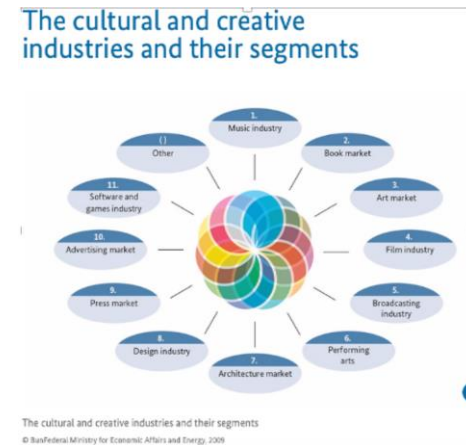 The cultural and creative
industries and their segments
1.
Music industry
2.
Book market
3.
Art market
4.
Film industry
5.
Broadcasting
industry
6.
Performing
arts
7.
Architecture market
8.
Design industry
9.
Press market
10.
Advertising market
11.
Software and
games industry
( )
Other
The cultural and creative industries and their segments
© BunFederal Ministry for Economic Affairs and Energy, 2009